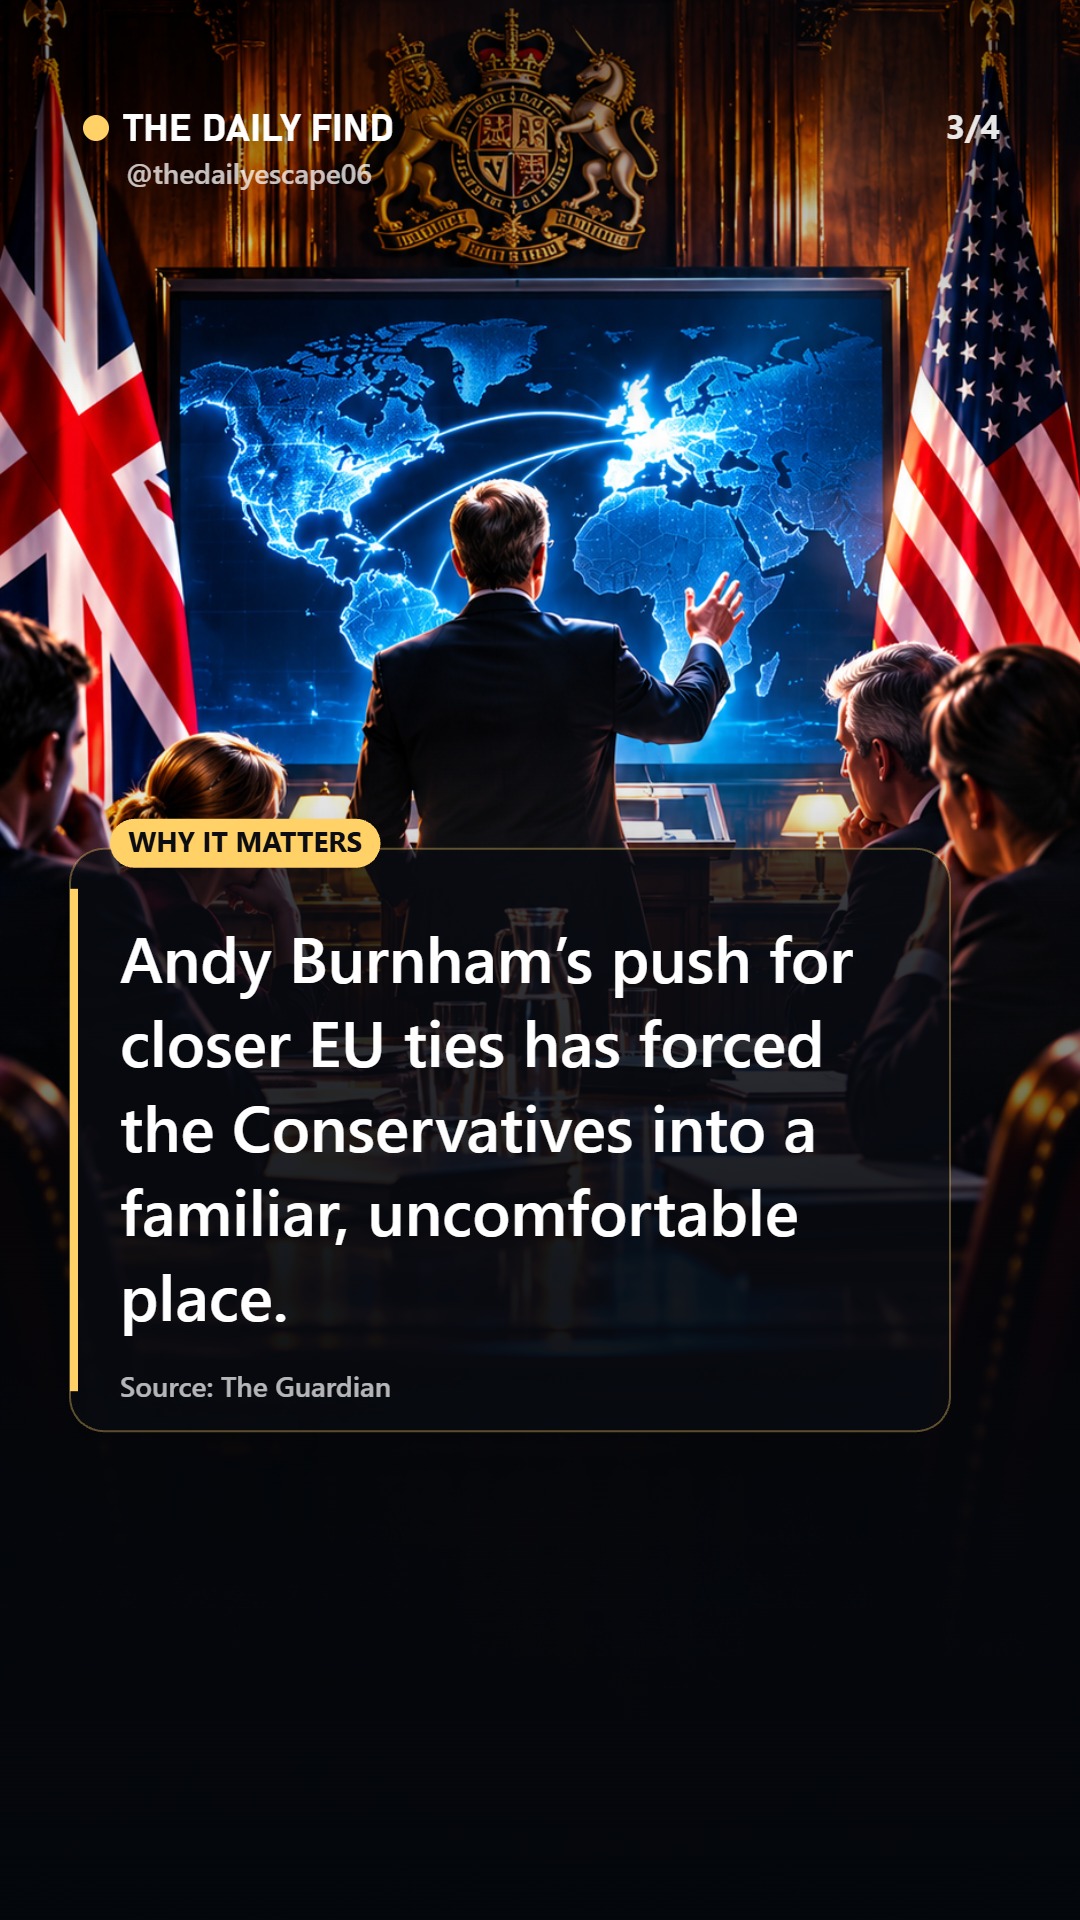 THE DAILY FIND
@thedailyescape06
3/4
WHY IT MATTERS
Andy Burnham’s push for
closer EU ties has forced
the Conservatives into a
familiar, uncomfortable
place.
Source: The Guardian